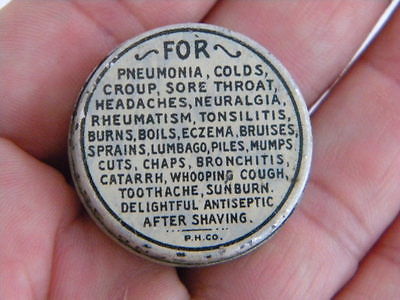 FOR
PNEUMONIA, COLDS,
CROUP, SORE THROAT,
HEADACHES, NEURALGIA,
RHEUMATISM, TONSILITIS,
BURNS, BOILS, ECZEMA, BRUISES,
SPRAINS, LUMBAGO, PILES, MUMPS
CUTS, CHAPS, BRONCHITIS,
CATARRH, WHOOPING COUGH,
TOOTHACHE, SUNBURN.
DELIGHTFUL ANTISEPTIC
AFTER SHAVING.
P.H.CO.